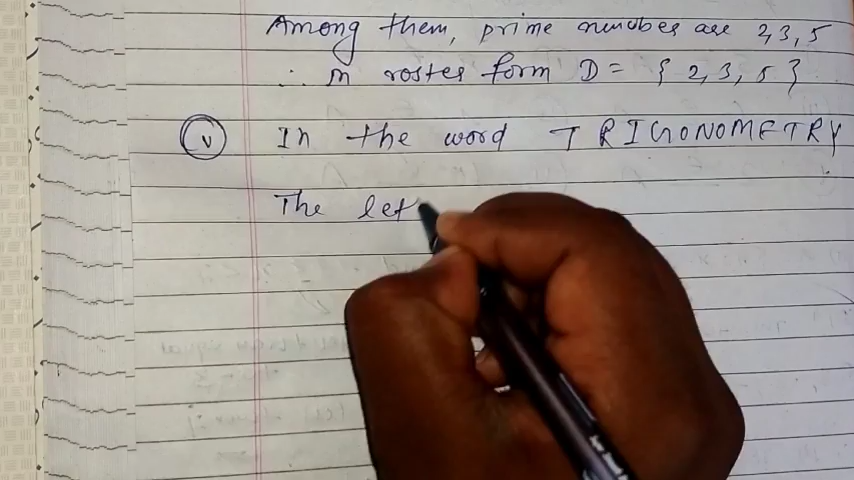 Among them, prime numbers are 2,3,5
∴ In roster form D = { 2, 3, 5 }
(v) In the word TRIGONOMETRY
The let